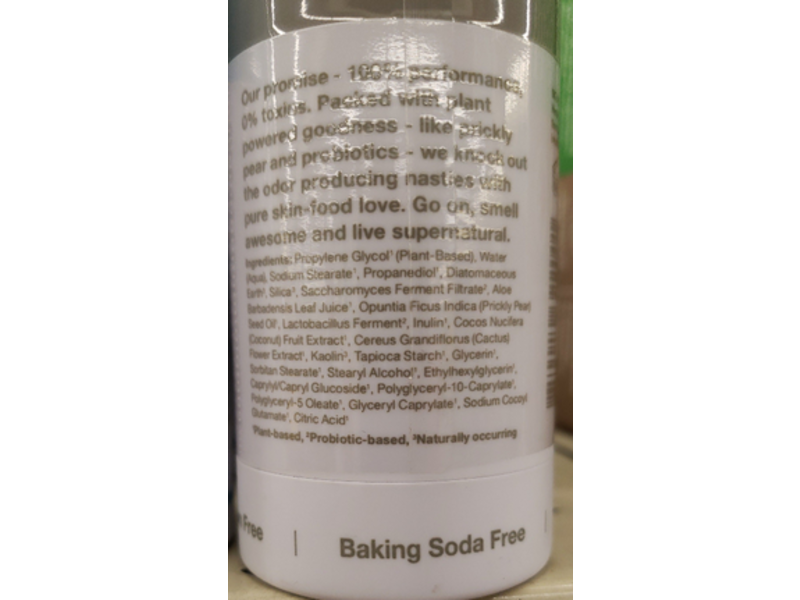 Our promise - 100% performance,
0% toxins. Packed with plant
powered goodness - like prickly
pear and probiotics - we knock out
the odor producing nasties with
pure skin-food love. Go on, smell
awesome and live supernatural.
Ingredients: Propylene Glycol¹ (Plant-Based), Water
(Aqua), Sodium Stearate¹, Propanediol¹, Diatomaceous
Earth³, Silica³, Saccharomyces Ferment Filtrate², Aloe
Barbadensis Leaf Juice¹, Opuntia Ficus Indica (Prickly Pear)
Seed Oil¹, Lactobacillus Ferment², Inulin¹, Cocos Nucifera
(Coconut) Fruit Extract¹, Cereus Grandiflorus (Cactus)
Flower Extract¹, Kaolin³, Tapioca Starch¹, Glycerin¹,
Sorbitan Stearate¹, Stearyl Alcohol¹, Ethylhexylglycerin¹,
Caprylyl/Capryl Glucoside¹, Polyglyceryl-10-Caprylate¹,
Polyglyceryl-5 Oleate¹, Glyceryl Caprylate¹, Sodium Cocoyl
Glutamate¹, Citric Acid¹
¹Plant-based, ²Probiotic-based, ³Naturally occurring
Free | Baking Soda Free |